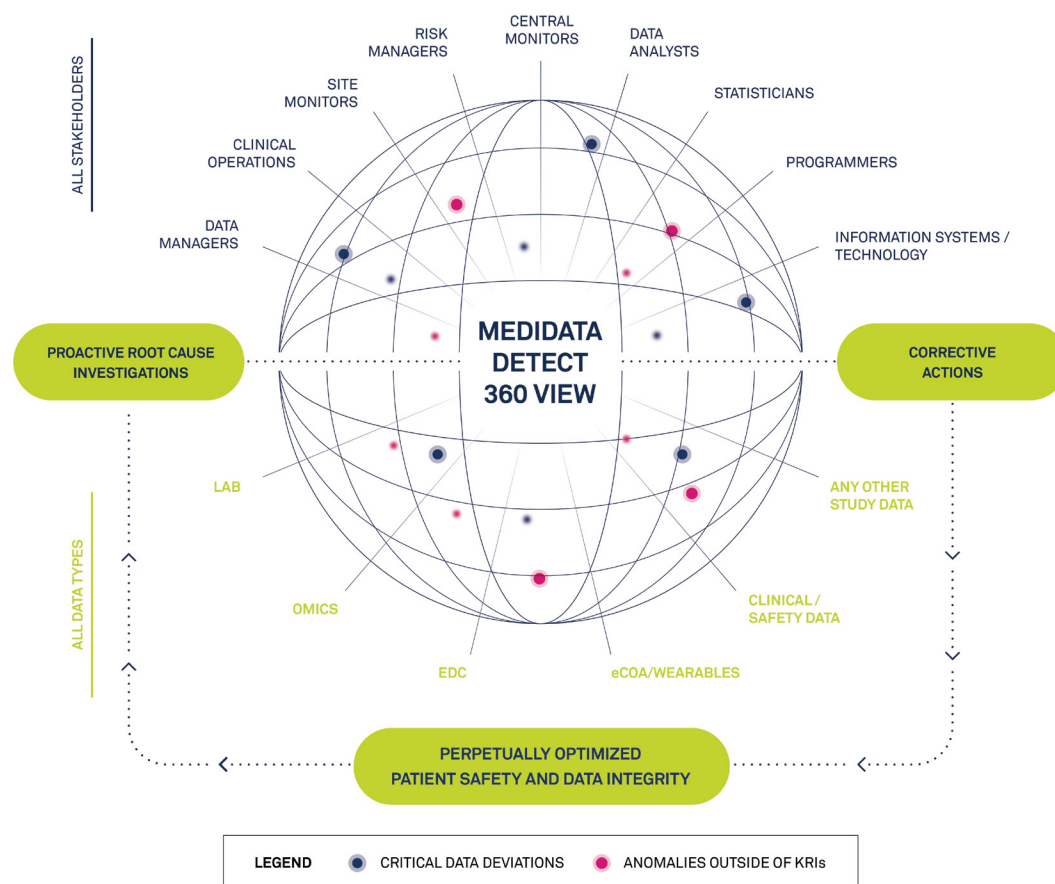 ALL STAKEHOLDERS
DATA
MANAGERS
CLINICAL
OPERATIONS
SITE
MONITORS
RISK
MANAGERS
CENTRAL
MONITORS
DATA
ANALYSTS
STATISTICIANS
PROGRAMMERS
INFORMATION SYSTEMS /
TECHNOLOGY
PROACTIVE ROOT CAUSE
INVESTIGATIONS
MEDIDATA
DETECT
360 VIEW
CORRECTIVE
ACTIONS
ALL DATA TYPES
LAB
OMICS
EDC
eCOA/WEARABLES
CLINICAL /
SAFETY DATA
ANY OTHER
STUDY DATA
PERPETUALLY OPTIMIZED
PATIENT SAFETY AND DATA INTEGRITY
LEGEND
CRITICAL DATA DEVIATIONS
ANOMALIES OUTSIDE OF KRIs